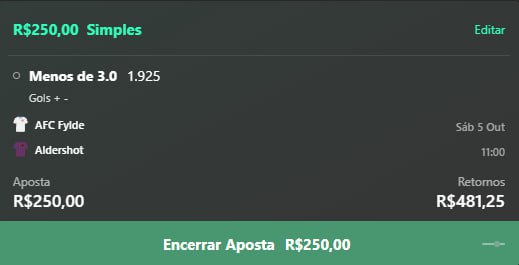 R$250,00 Simples
Editar
Menos de 3.0 1.925
Gols + -
AFC Fylde
Sáb 5 Out
Aldershot
11:00
Aposta
Retornos
R$250,00
R$481,25
Encerrar Aposta R$250,00